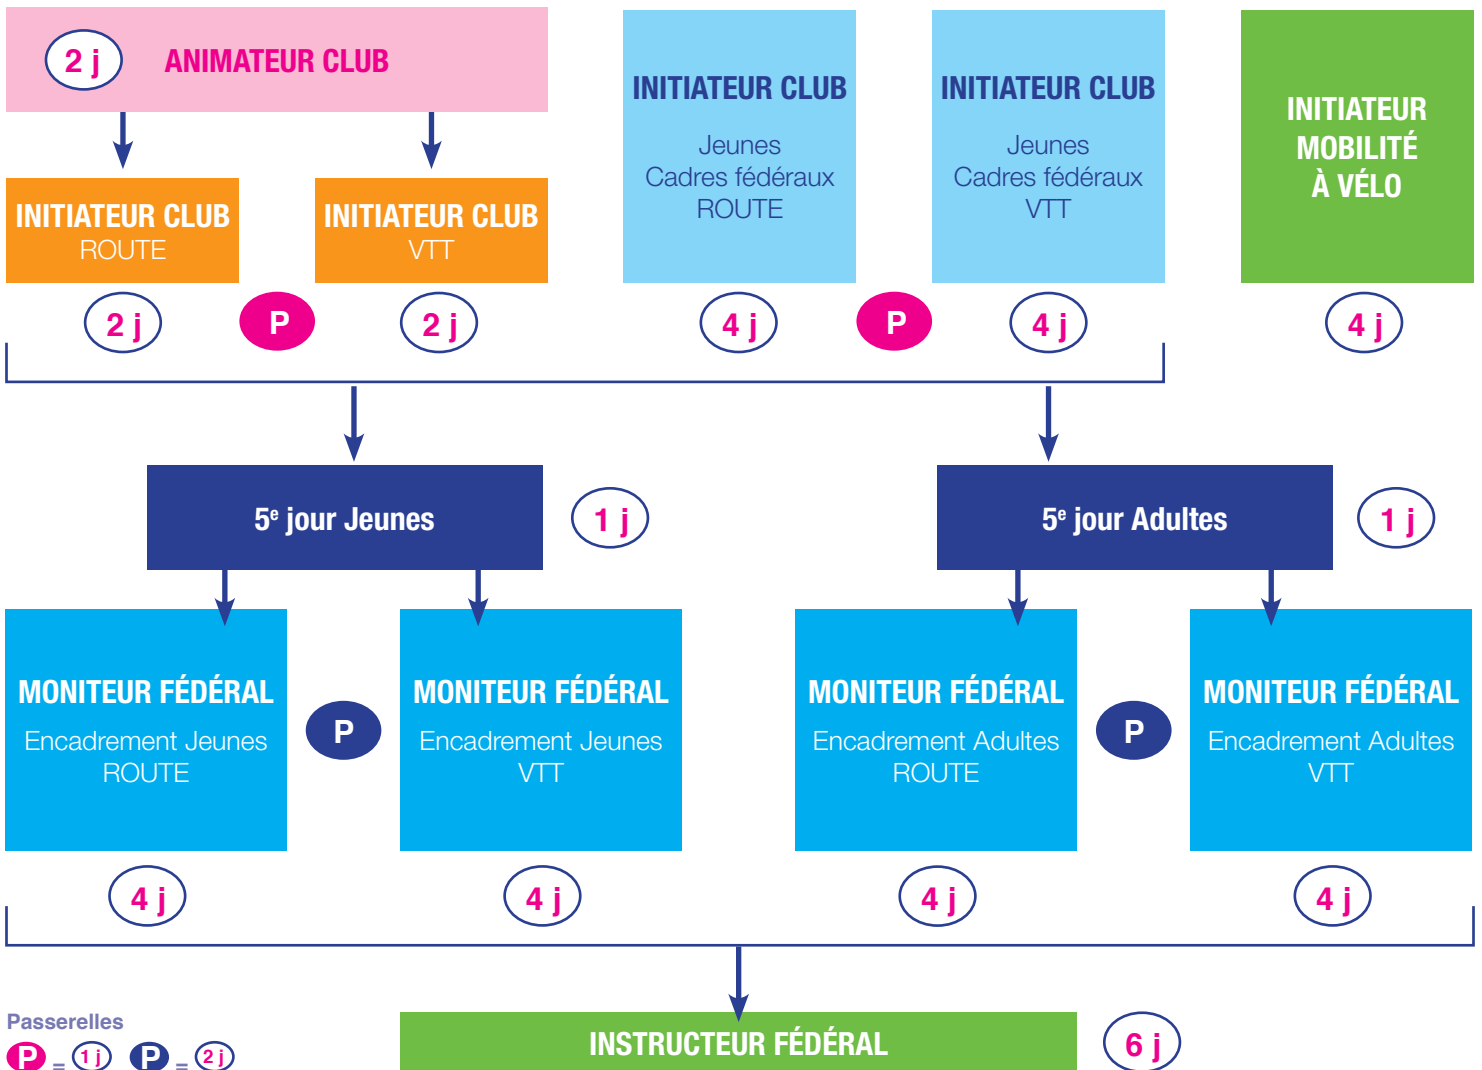 2 j
ANIMATEUR CLUB
INITIATEUR CLUB
ROUTE
INITIATEUR CLUB
VTT
INITIATEUR CLUB
Jeunes
Cadres fédéraux
ROUTE
INITIATEUR CLUB
Jeunes
Cadres fédéraux
VTT
INITIATEUR
MOBILITÉ
À VÉLO
2 j
P
2 j
4 j
P
4 j
4 j
5e jour Jeunes
1 j
5e jour Adultes
1 j
MONITEUR FÉDÉRAL
Encadrement Jeunes
ROUTE
P
MONITEUR FÉDÉRAL
Encadrement Jeunes
VTT
MONITEUR FÉDÉRAL
Encadrement Adultes
ROUTE
P
MONITEUR FÉDÉRAL
Encadrement Adultes
VTT
4 j
4 j
4 j
4 j
Passerelles
P = 1 j P = 2 j
INSTRUCTEUR FÉDÉRAL
6 j